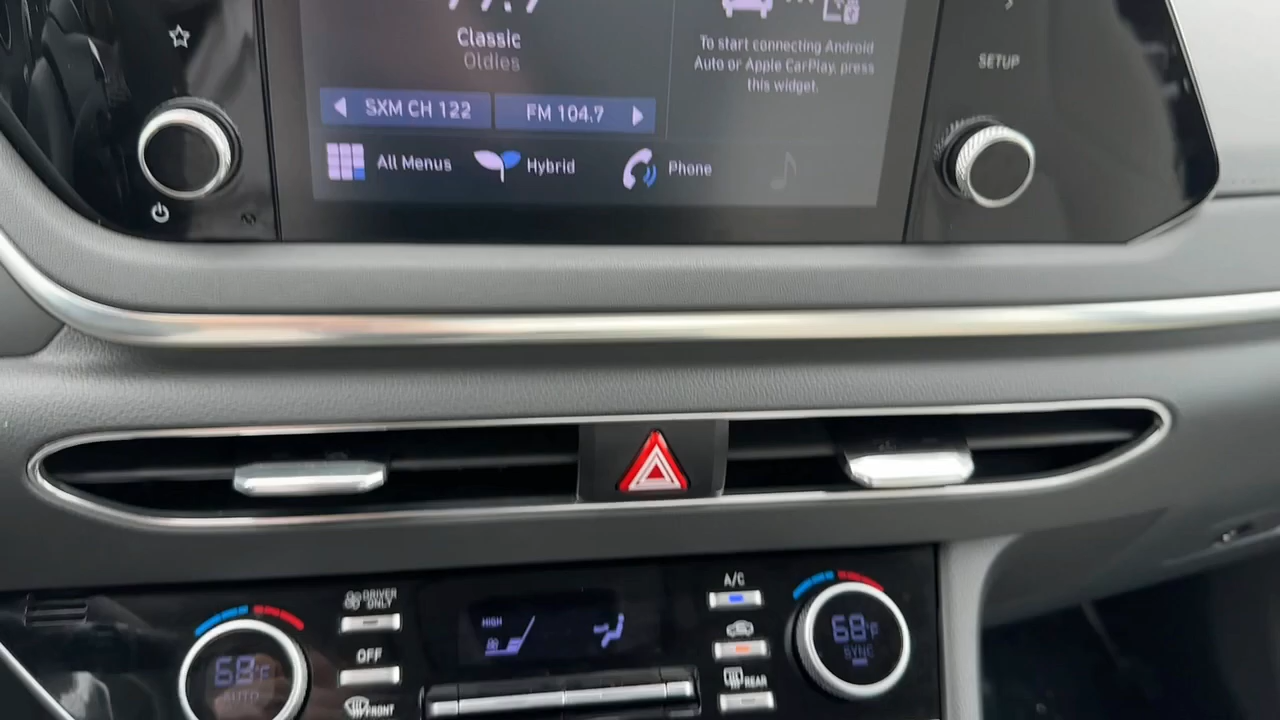 Classic
Oldies
To start connecting Android
Auto or Apple CarPlay, press
this widget.
SETUP
SXM CH 122
FM 104.7
All Menus
Hybrid
Phone
DRIVER
ONLY
OFF
FRONT
HIGH
A/C
REAR
68°F
AUTO
68°F
SYNC